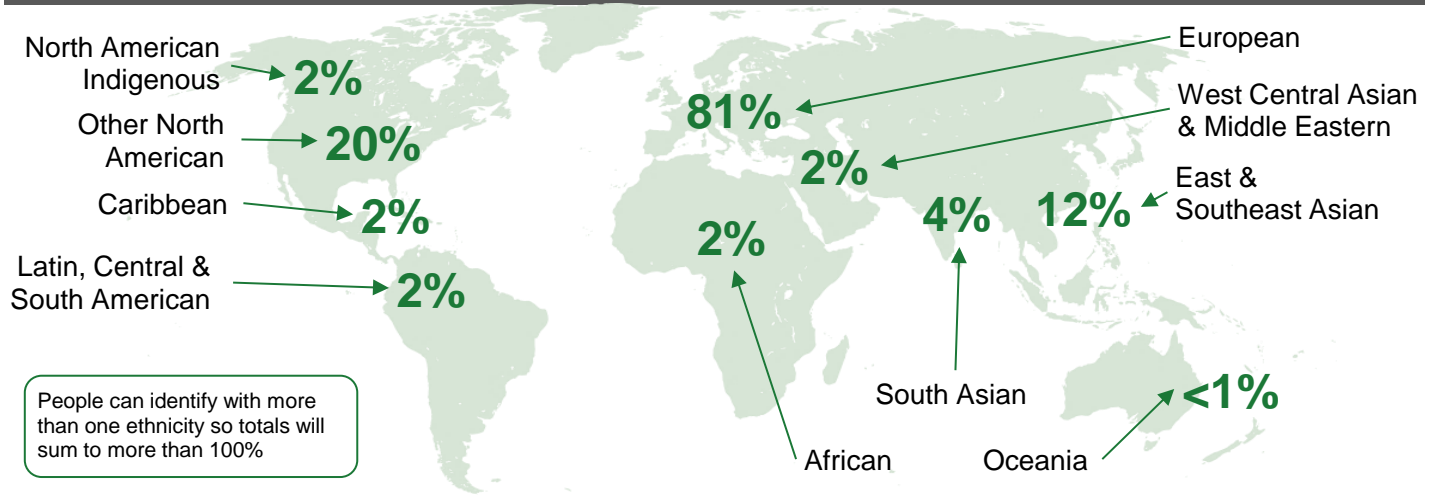 North American
Indigenous
2%
Other North
American
20%
Caribbean
2%
Latin, Central &
South American
2%
People can identify with more
than one ethnicity so totals will
sum to more than 100%
European
81%
West Central Asian
& Middle Eastern
2%
East &
Southeast Asian
12%
4%
South Asian
2%
African
<1%
Oceania